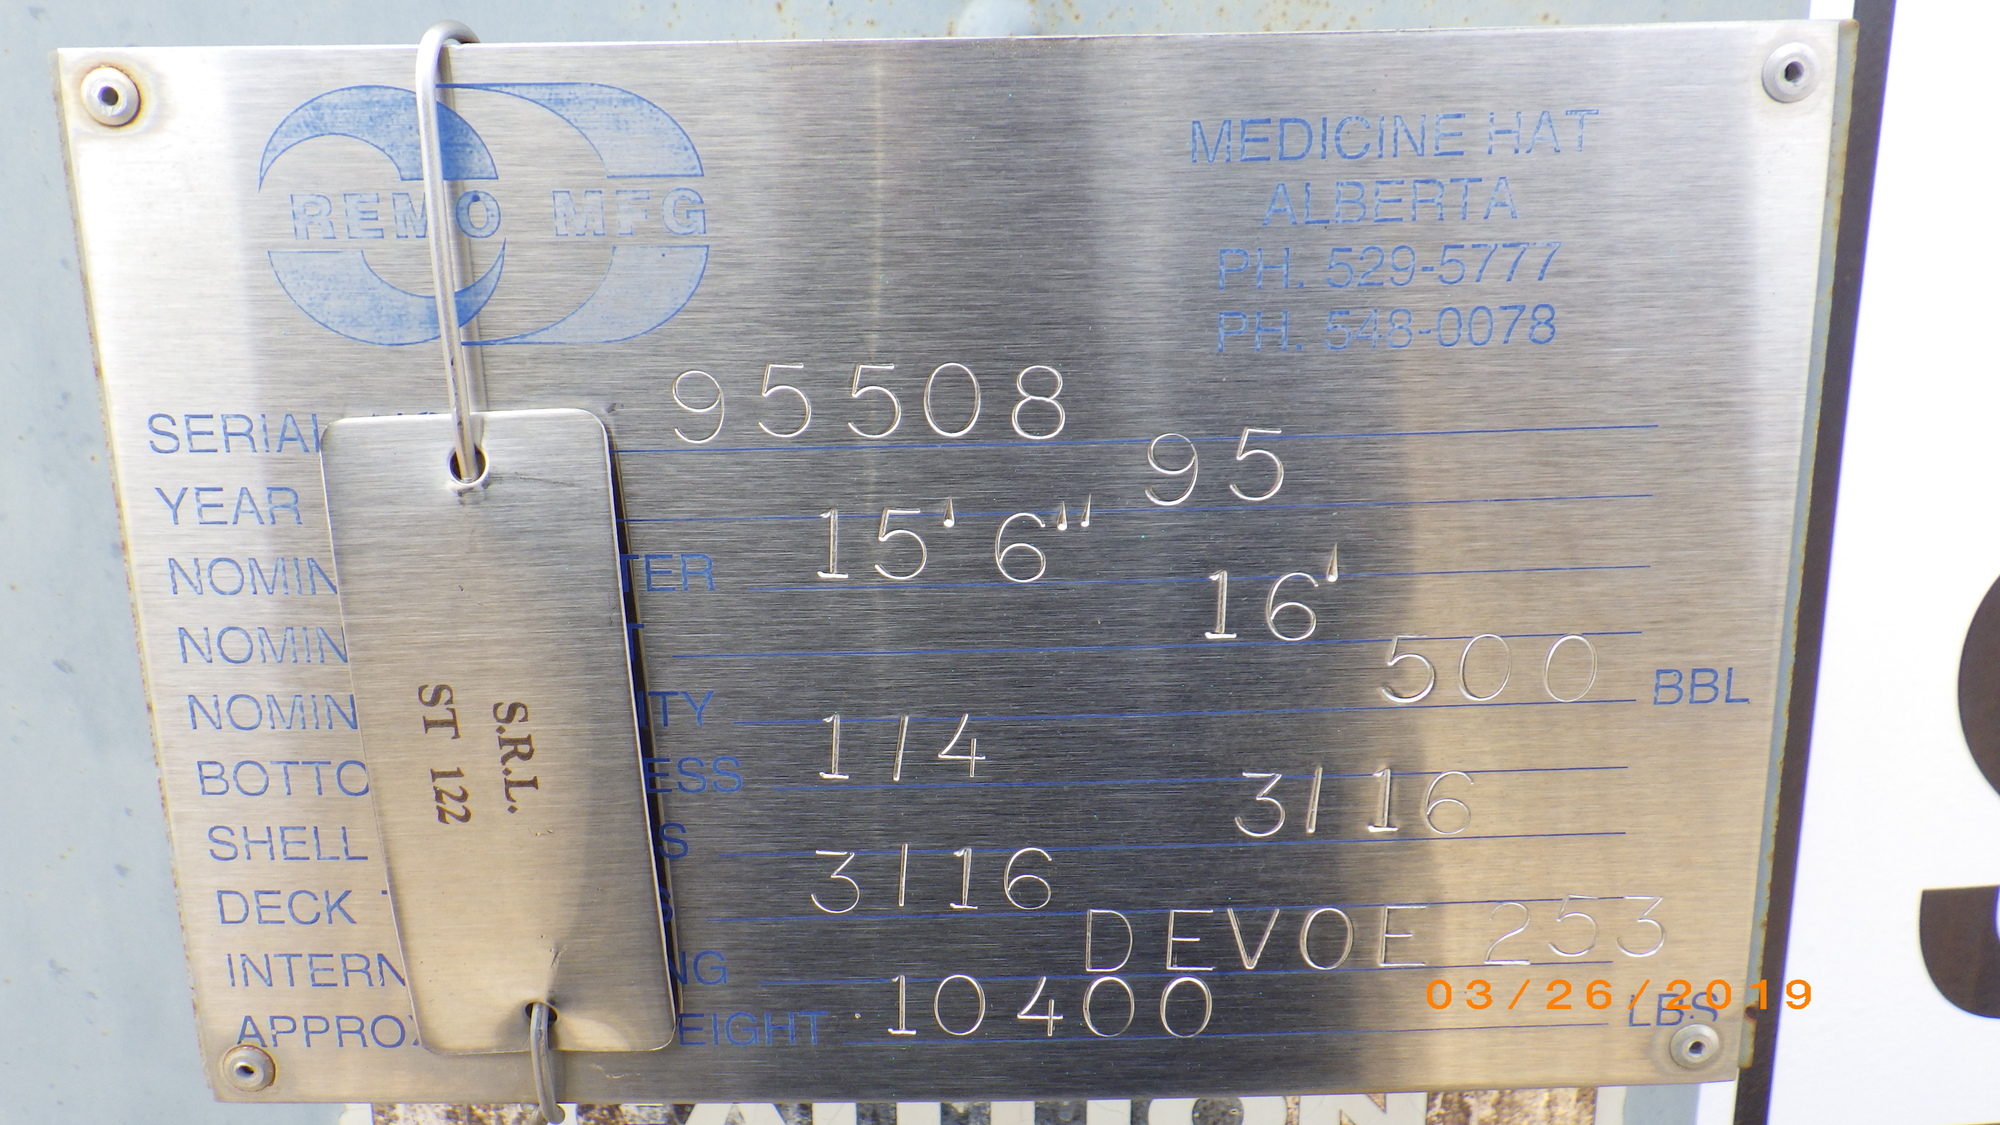 REMO MFG
MEDICINE HAT
ALBERTA
PH. 529-5777
PH. 548-0078
SERIAL 95508
YEAR 95
NOMIN TER 15' 6"
NOMIN T 16'
NOMIN ITY 500 BBL
BOTTO ESS 1/4
SHELL S 3/16
DECK S 3/16
INTERN NG DEVOE 253
APPROX EIGHT 10400 LBS
S.R.L.
ST 122
03/26/2019